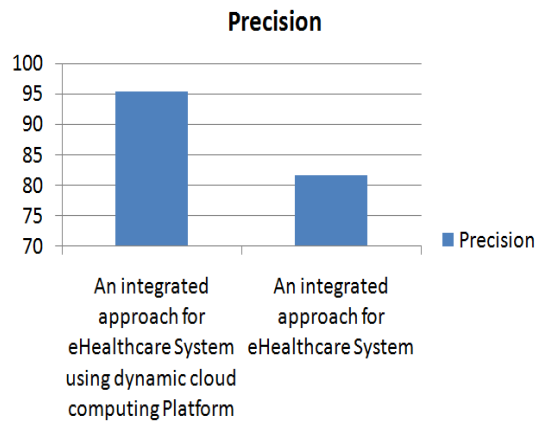 Precision
100
95
90
85
80
75
70
Precision
An integrated
approach for
eHealthcare System
using dynamic cloud
computing Platform
An integrated
approach for
eHealthcare System